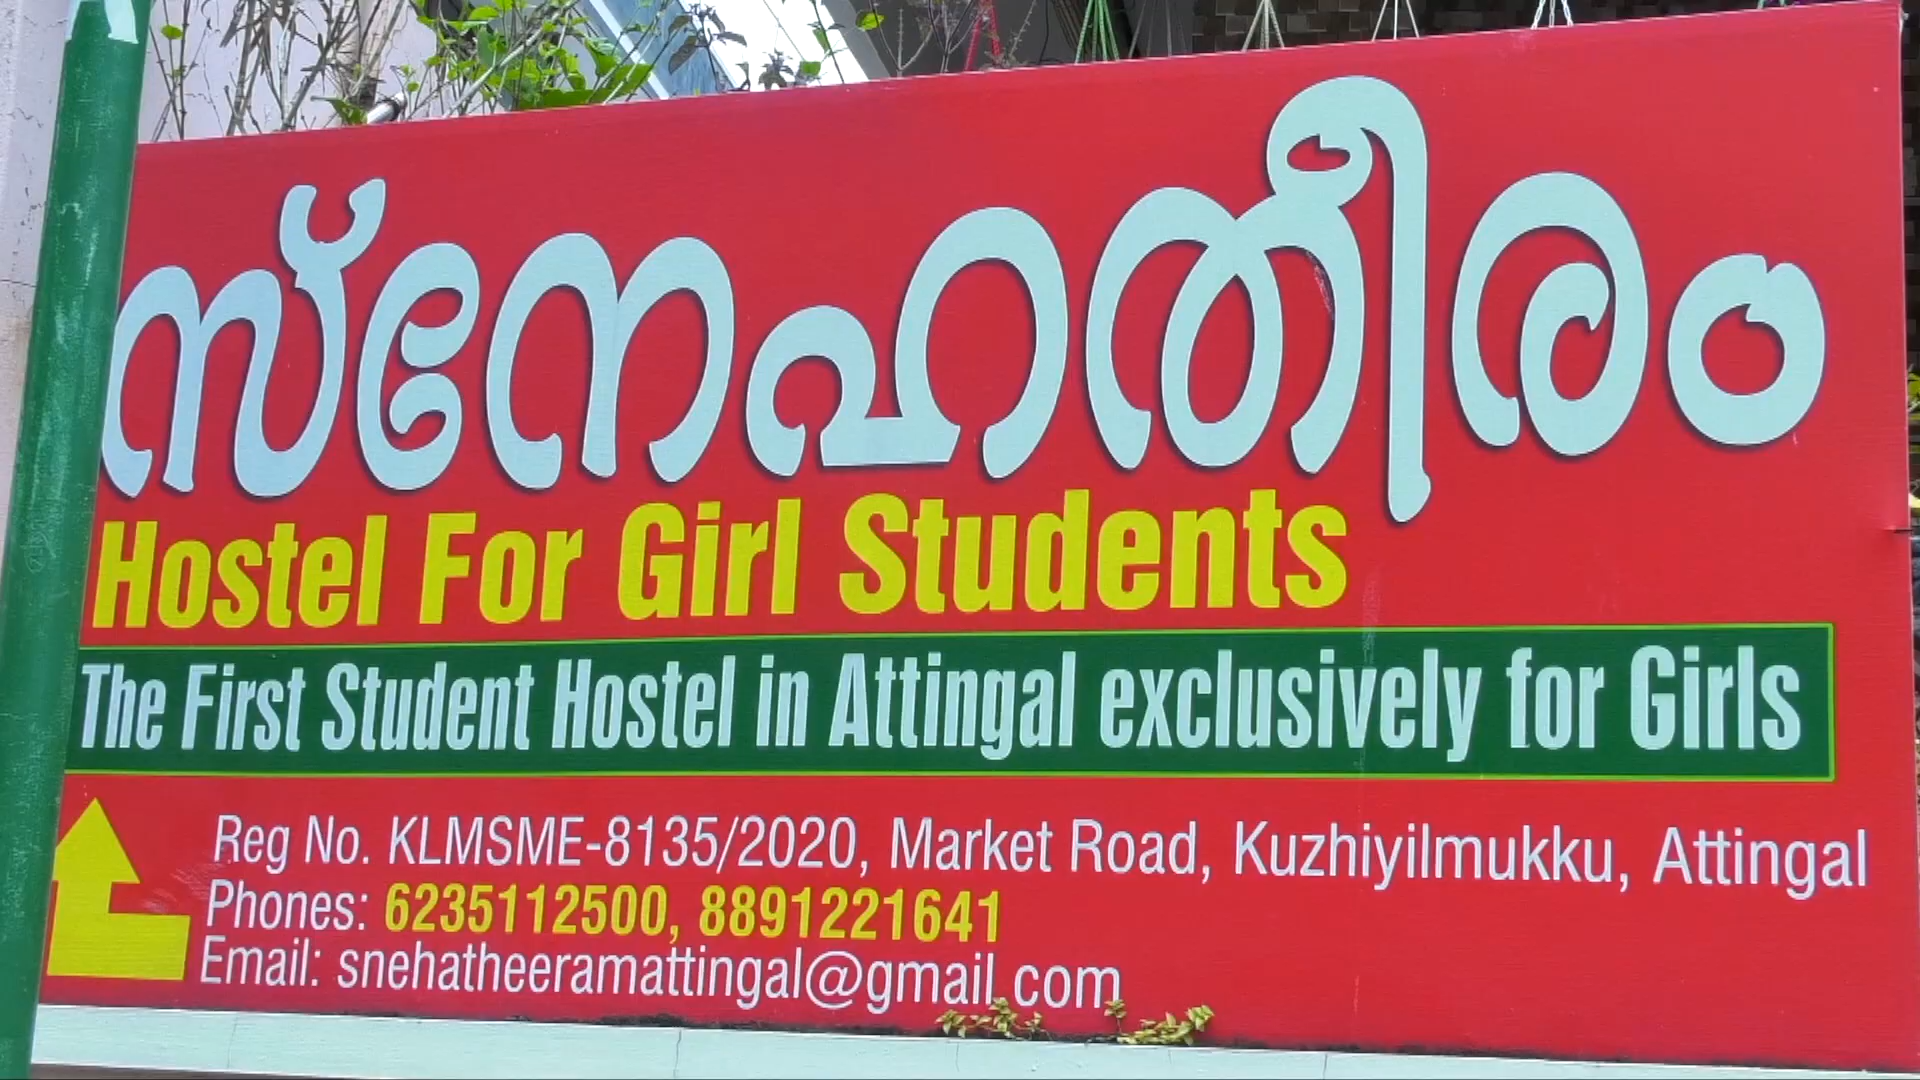 സ്നേഹതീരം
Hostel For Girl Students
The First Student Hostel in Attingal exclusively for Girls
Reg No. KLMSME-8135/2020, Market Road, Kuzhiyilmukku, Attingal
Phones: 6235112500, 8891221641
Email: snehatheeramattingal@gmail.com